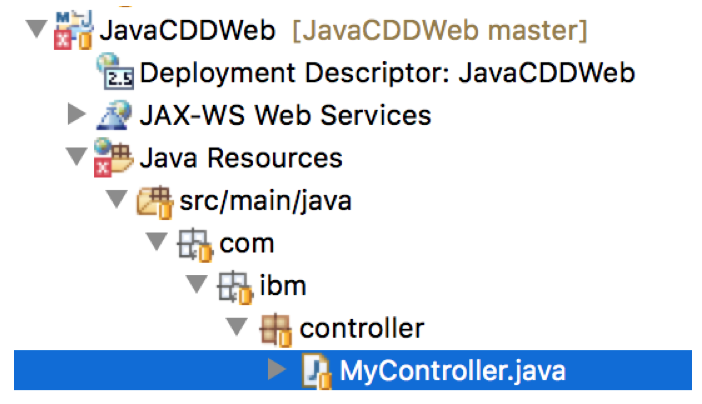 JavaCDDWeb [JavaCDDWeb master]
2.5 Deployment Descriptor: JavaCDDWeb
JAX-WS Web Services
Java Resources
src/main/java
com
ibm
controller
J MyController.java